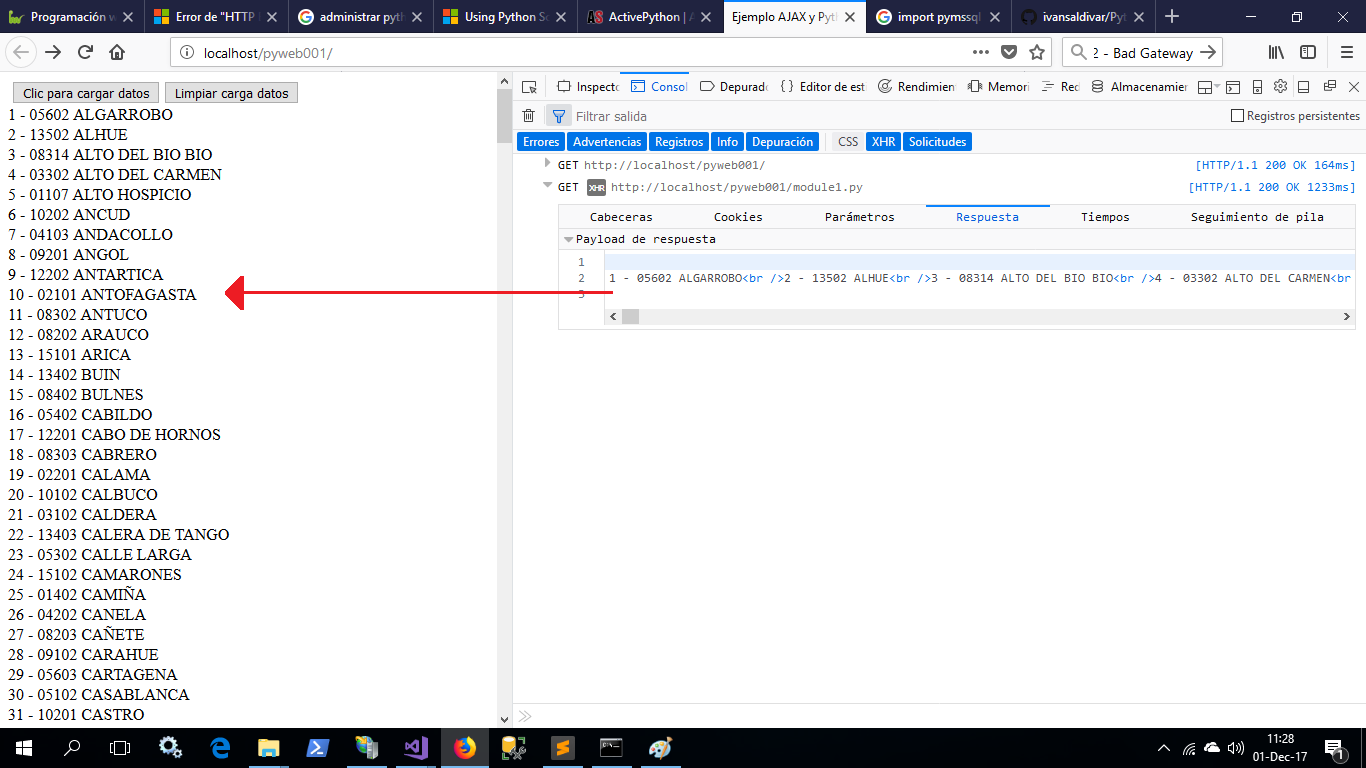 Programación w
Error de "HTTP
administrar pyth
Using Python Sc
ActivePython | A
Ejemplo AJAX y Pyth
import pymssql
ivansaldivar/Pyt
localhost/pyweb001/
2 - Bad Gateway
Clic para cargar datos
Limpiar carga datos
1 - 05602 ALGARROBO
2 - 13502 ALHUE
3 - 08314 ALTO DEL BIO BIO
4 - 03302 ALTO DEL CARMEN
5 - 01107 ALTO HOSPICIO
6 - 10202 ANCUD
7 - 04103 ANDACOLLO
8 - 09201 ANGOL
9 - 12202 ANTARTICA
10 - 02101 ANTOFAGASTA
11 - 08302 ANTUCO
12 - 08202 ARAUCO
13 - 15101 ARICA
14 - 13402 BUIN
15 - 08402 BULNES
16 - 05402 CABILDO
17 - 12201 CABO DE HORNOS
18 - 08303 CABRERO
19 - 02201 CALAMA
20 - 10102 CALBUCO
21 - 03102 CALDERA
22 - 13403 CALERA DE TANGO
23 - 05302 CALLE LARGA
24 - 15102 CAMARONES
25 - 01402 CAMIÑA
26 - 04202 CANELA
27 - 08203 CAÑETE
28 - 09102 CARAHUE
29 - 05603 CARTAGENA
30 - 05102 CASABLANCA
31 - 10201 CASTRO
Inspecto
Consol
Depurado
Editor de est
Rendimien
Memori
Red
Almacenamien
Filtrar salida
Registros persistentes
Errores
Advertencias
Registros
Info
Depuración
CSS
XHR
Solicitudes
GET http://localhost/pyweb001/ [HTTP/1.1 200 OK 164ms]
GET XHR http://localhost/pyweb001/module1.py [HTTP/1.1 200 OK 1233ms]
Cabeceras
Cookies
Parámetros
Respuesta
Tiempos
Seguimiento de pila
Payload de respuesta
1
2 1 - 05602 ALGARROBO<br />2 - 13502 ALHUE<br />3 - 08314 ALTO DEL BIO BIO<br />4 - 03302 ALTO DEL CARMEN<br
3
11:28
01-Dec-17
1